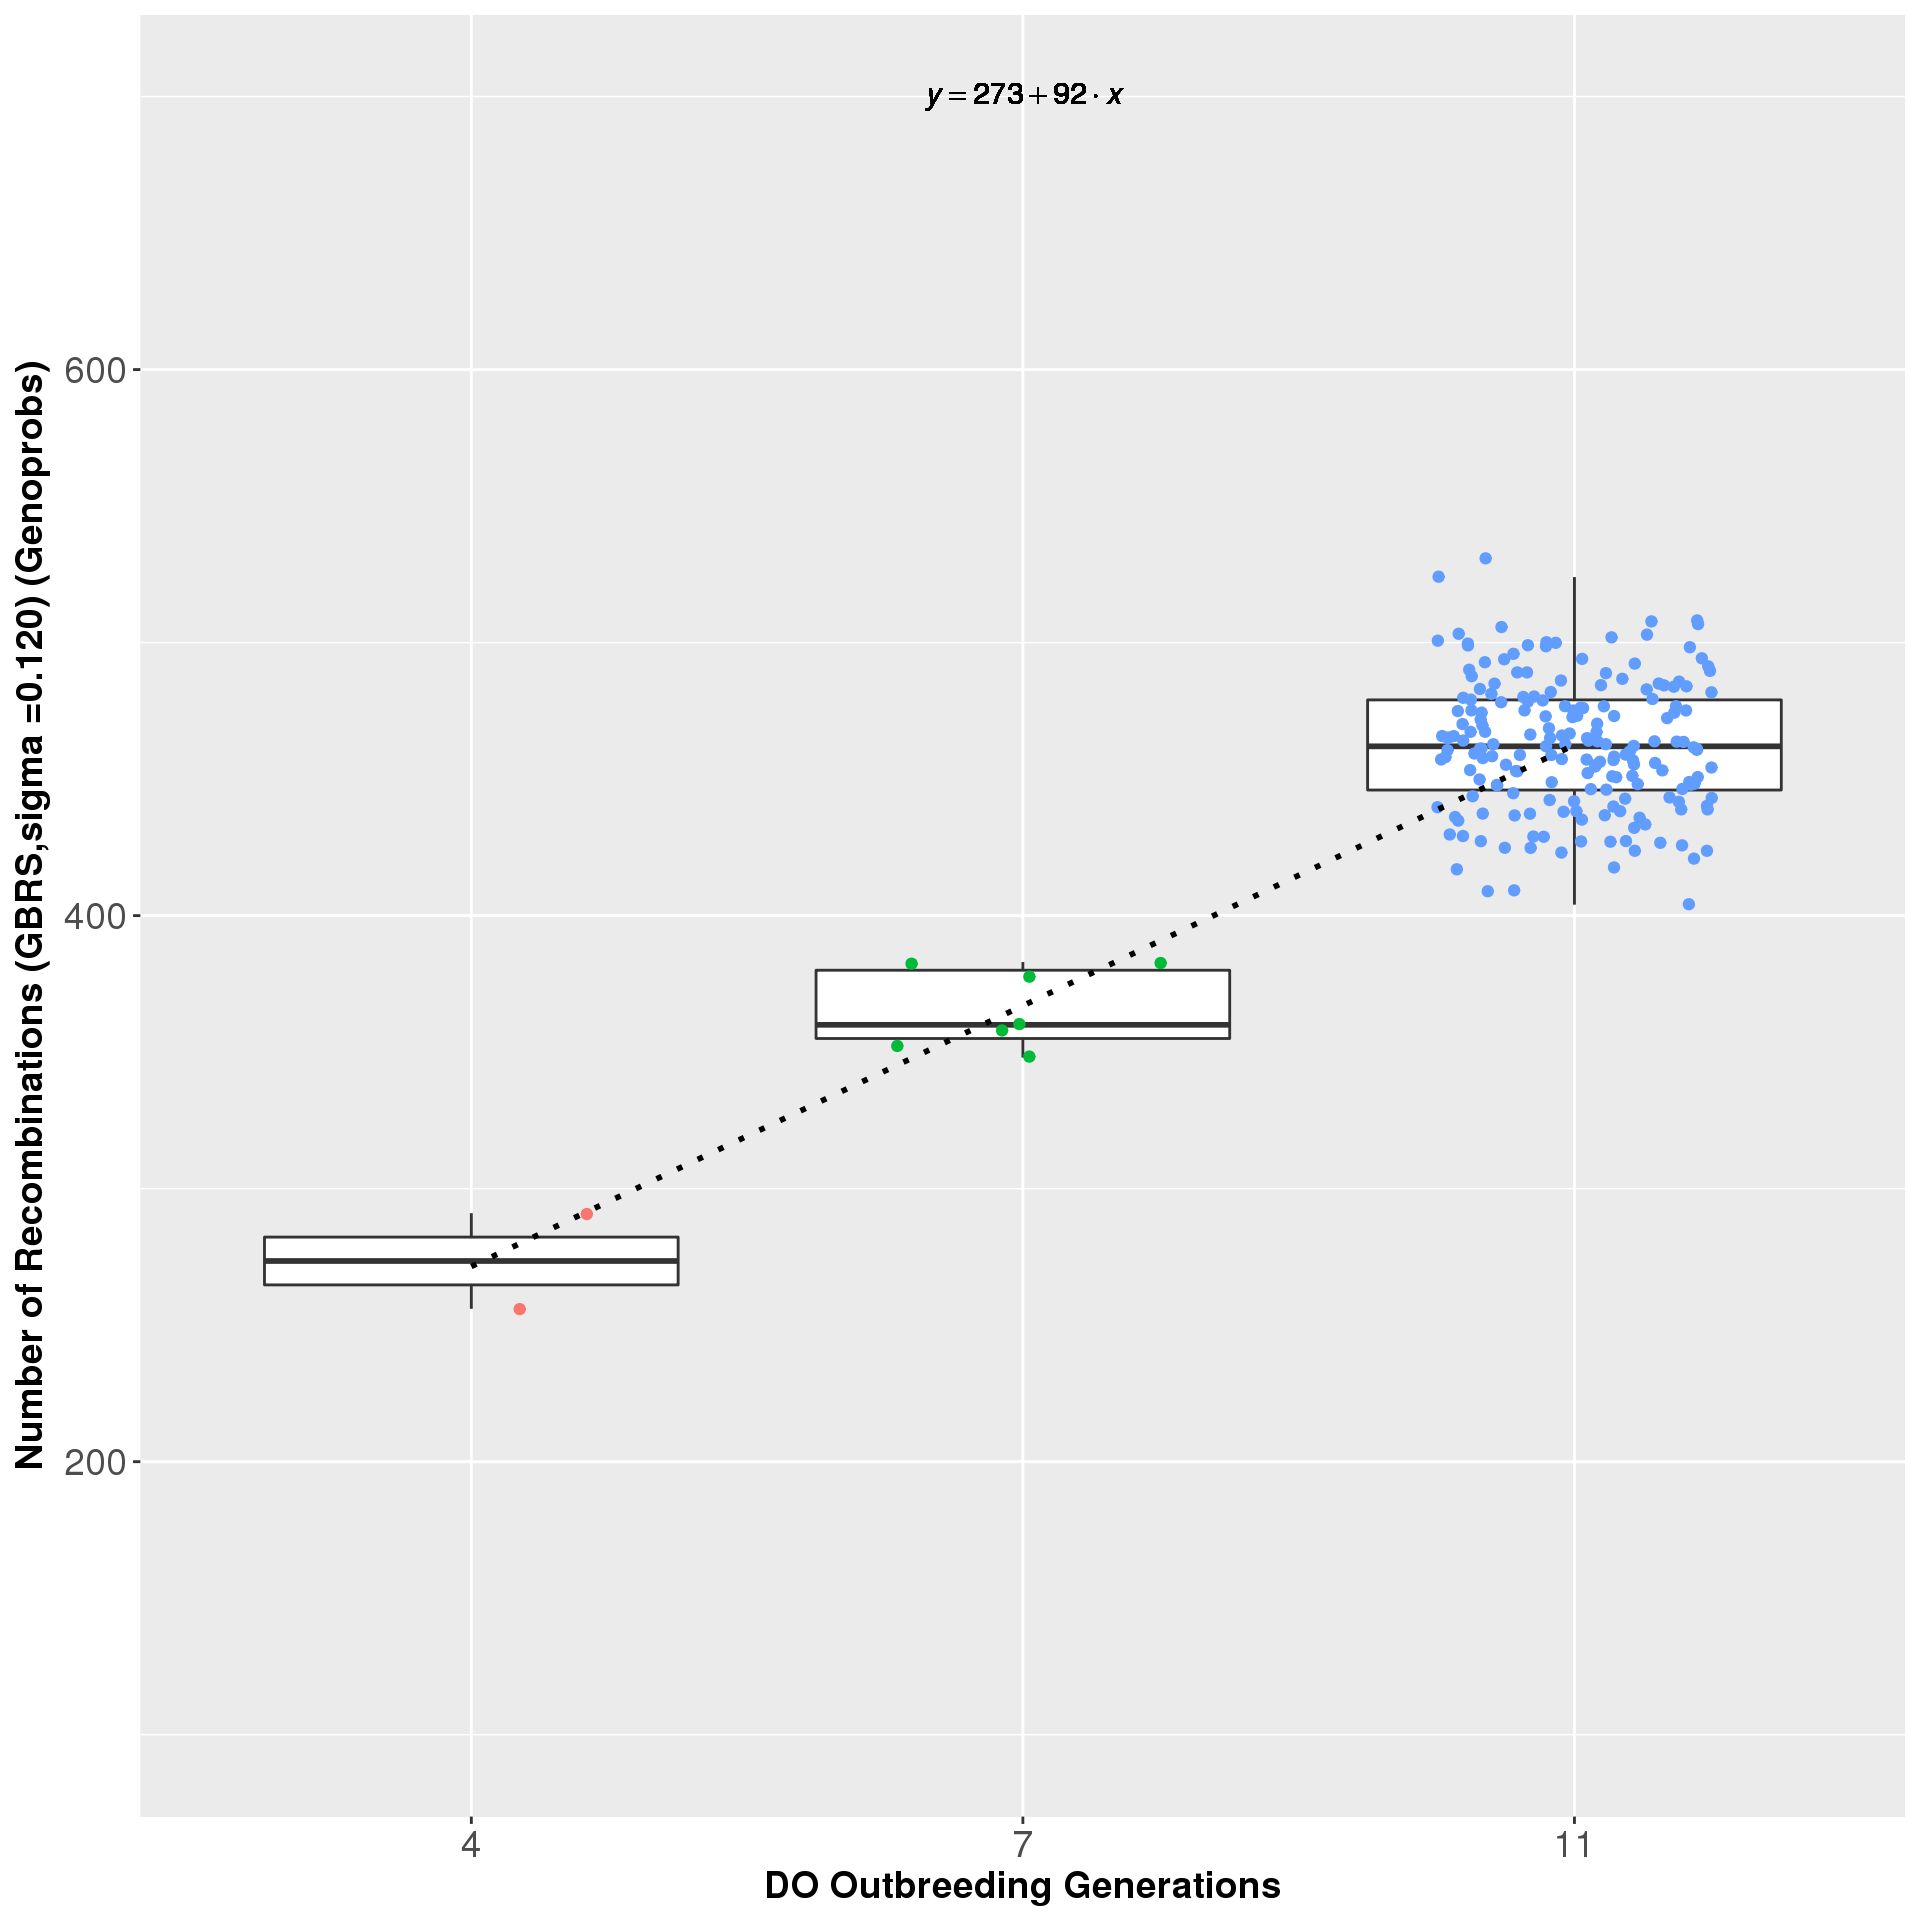 y = 273 + 92 · x
Number of Recombinations (GBRS,sigma =0.120) (Genoprobs)
600
400
200
4 7 11
DO Outbreeding Generations